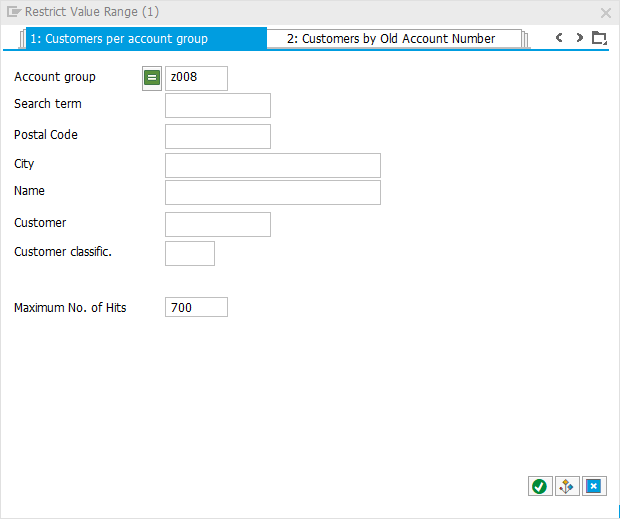 Restrict Value Range (1)
1: Customers per account group
2: Customers by Old Account Number
Account group z008
Search term
Postal Code
City
Name
Customer
Customer classific.
Maximum No. of Hits 700